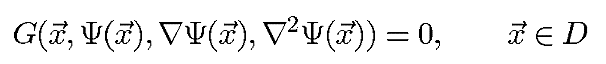 G(\vec{x}, \Psi(\vec{x}), \nabla\Psi(\vec{x}), \nabla^2\Psi(\vec{x})) = 0, \qquad \vec{x} \in D